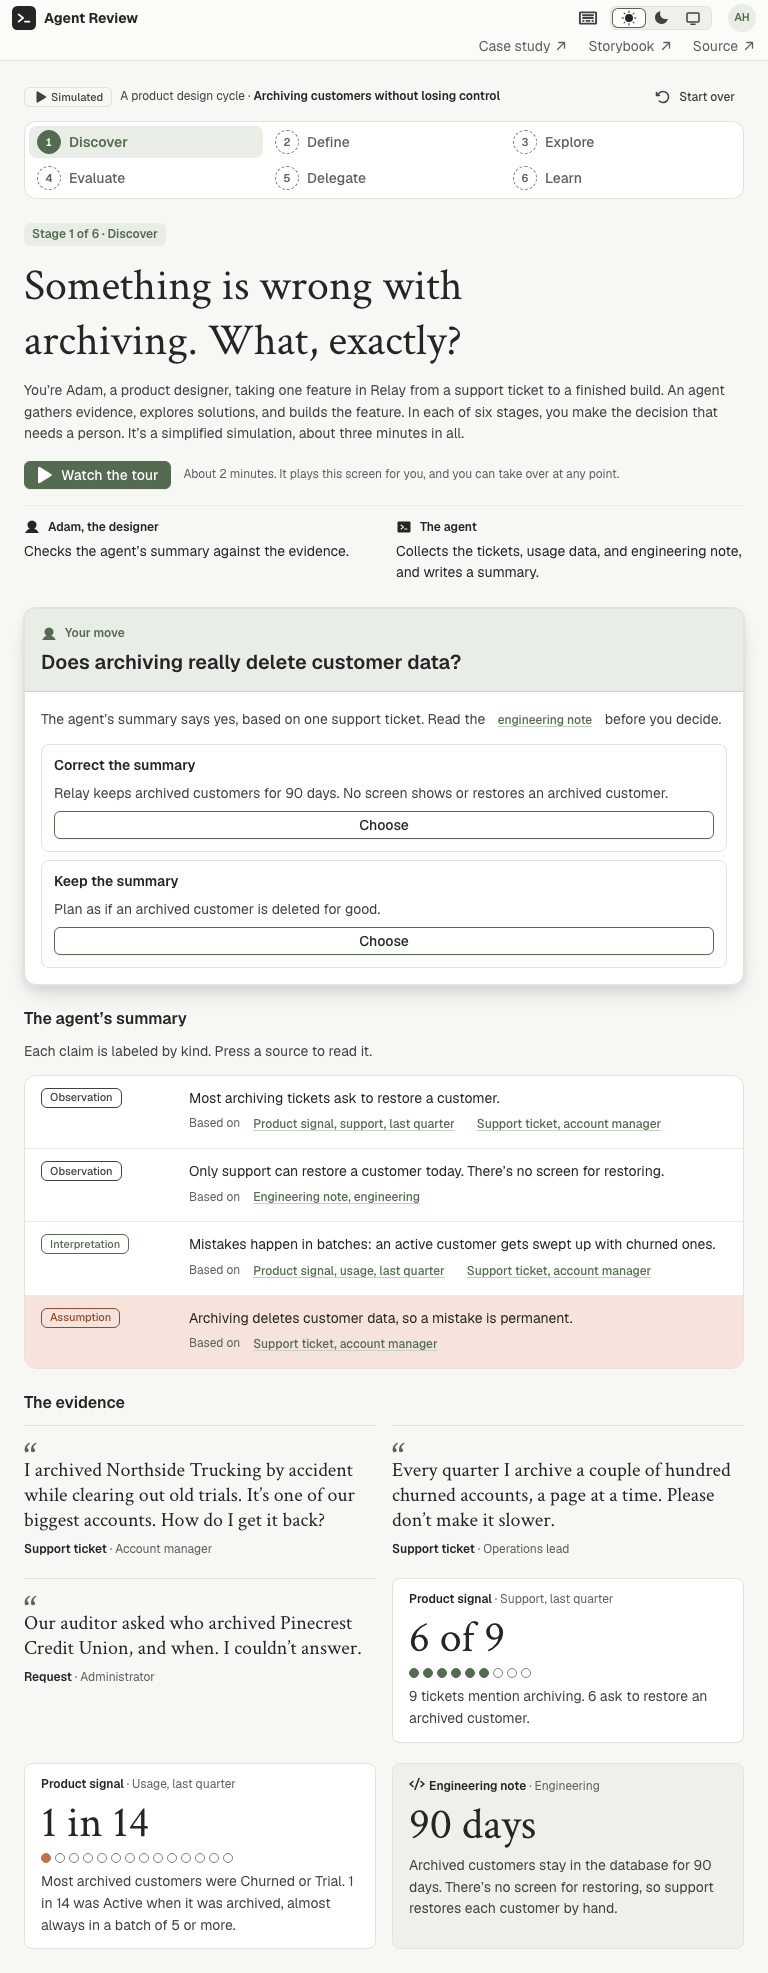 Agent Review
AH
Case study ↗ Storybook ↗ Source ↗
Simulated A product design cycle · Archiving customers without losing control Start over
1 Discover 2 Define 3 Explore
4 Evaluate 5 Delegate 6 Learn
Stage 1 of 6 · Discover
Something is wrong with
archiving. What, exactly?
You’re Adam, a product designer, taking one feature in Relay from a support ticket to a finished build. An agent
gathers evidence, explores solutions, and builds the feature. In each of six stages, you make the decision that
needs a person. It’s a simplified simulation, about three minutes in all.
Watch the tour About 2 minutes. It plays this screen for you, and you can take over at any point.
Adam, the designer
Checks the agent’s summary against the evidence.
The agent
Collects the tickets, usage data, and engineering note,
and writes a summary.
Your move
Does archiving really delete customer data?
The agent’s summary says yes, based on one support ticket. Read the engineering note before you decide.
Correct the summary
Relay keeps archived customers for 90 days. No screen shows or restores an archived customer.
Choose
Keep the summary
Plan as if an archived customer is deleted for good.
Choose
The agent’s summary
Each claim is labeled by kind. Press a source to read it.
Observation Most archiving tickets ask to restore a customer.
Based on Product signal, support, last quarter Support ticket, account manager
Observation Only support can restore a customer today. There’s no screen for restoring.
Based on Engineering note, engineering
Interpretation Mistakes happen in batches: an active customer gets swept up with churned ones.
Based on Product signal, usage, last quarter Support ticket, account manager
Assumption Archiving deletes customer data, so a mistake is permanent.
Based on Support ticket, account manager
The evidence
“
I archived Northside Trucking by accident
while clearing out old trials. It’s one of our
biggest accounts. How do I get it back?
Support ticket · Account manager
“
Every quarter I archive a couple of hundred
churned accounts, a page at a time. Please
don’t make it slower.
Support ticket · Operations lead
“
Our auditor asked who archived Pinecrest
Credit Union, and when. I couldn’t answer.
Request · Administrator
Product signal · Support, last quarter
6 of 9
9 tickets mention archiving. 6 ask to restore an
archived customer.
Product signal · Usage, last quarter
1 in 14
Most archived customers were Churned or Trial. 1
in 14 was Active when it was archived, almost
always in a batch of 5 or more.
Engineering note · Engineering
90 days
Archived customers stay in the database for 90
days. There’s no screen for restoring, so support
restores each customer by hand.